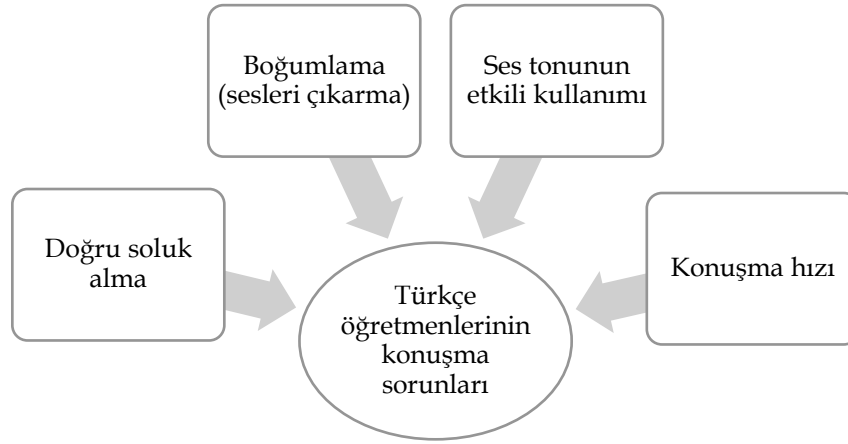 Boğumlama
(sesleri çıkarma)
Ses tonunun
etkili kullanımı
Doğru soluk
alma
Konuşma hızı
Türkçe
öğretmenlerinin
konuşma
sorunları